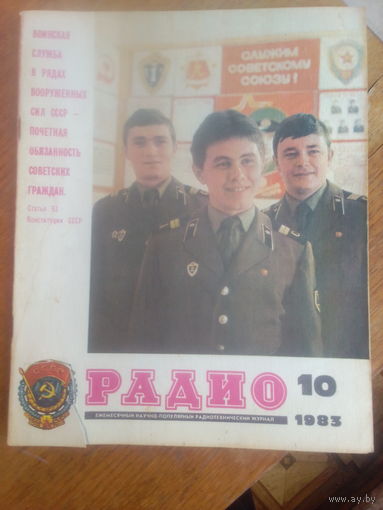 ВОИНСКАЯ
СЛУЖБА
В РЯДАХ
ВООРУЖЕННЫХ
СИЛ СССР —
ПОЧЕТНАЯ
ОБЯЗАННОСТЬ
СОВЕТСКИХ
ГРАЖДАН.
Статья 63
Конституции СССР
СЛУЖИМ
СОВЕТСКОМУ
СОЮЗУ!
РАДИО 10
ЕЖЕМЕСЯЧНЫЙ НАУЧНО-ПОПУЛЯРНЫЙ РАДИОТЕХНИЧЕСКИЙ ЖУРНАЛ 1983
www.ay.by